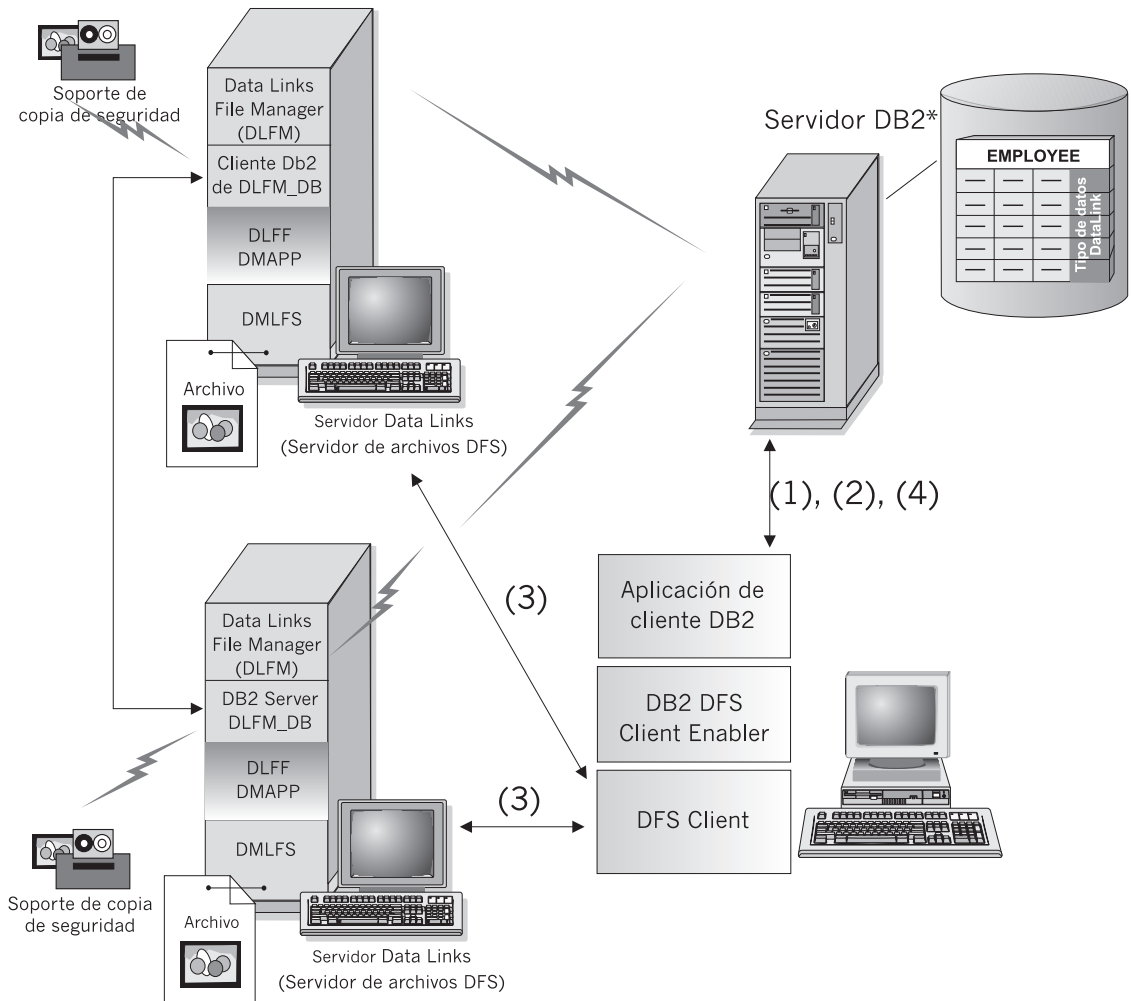 Soporte de
copia de seguridad
Data Links
File Manager
(DLFM)
Cliente Db2
de DLFM_DB
DLFF
DMAPP
DMLFS
Archivo
Servidor Data Links
(Servidor de archivos DFS)
Servidor DB2*
EMPLOYEE
Tipo de datos
DataLink
(1), (2), (4)
Aplicación de
cliente DB2
DB2 DFS
Client Enabler
DFS Client
(3)
(3)
Data Links
File Manager
(DLFM)
DB2 Server
DLFM_DB
DLFF
DMAPP
DMLFS
Soporte de copia
de seguridad
Archivo
Servidor Data Links
(Servidor de archivos DFS)